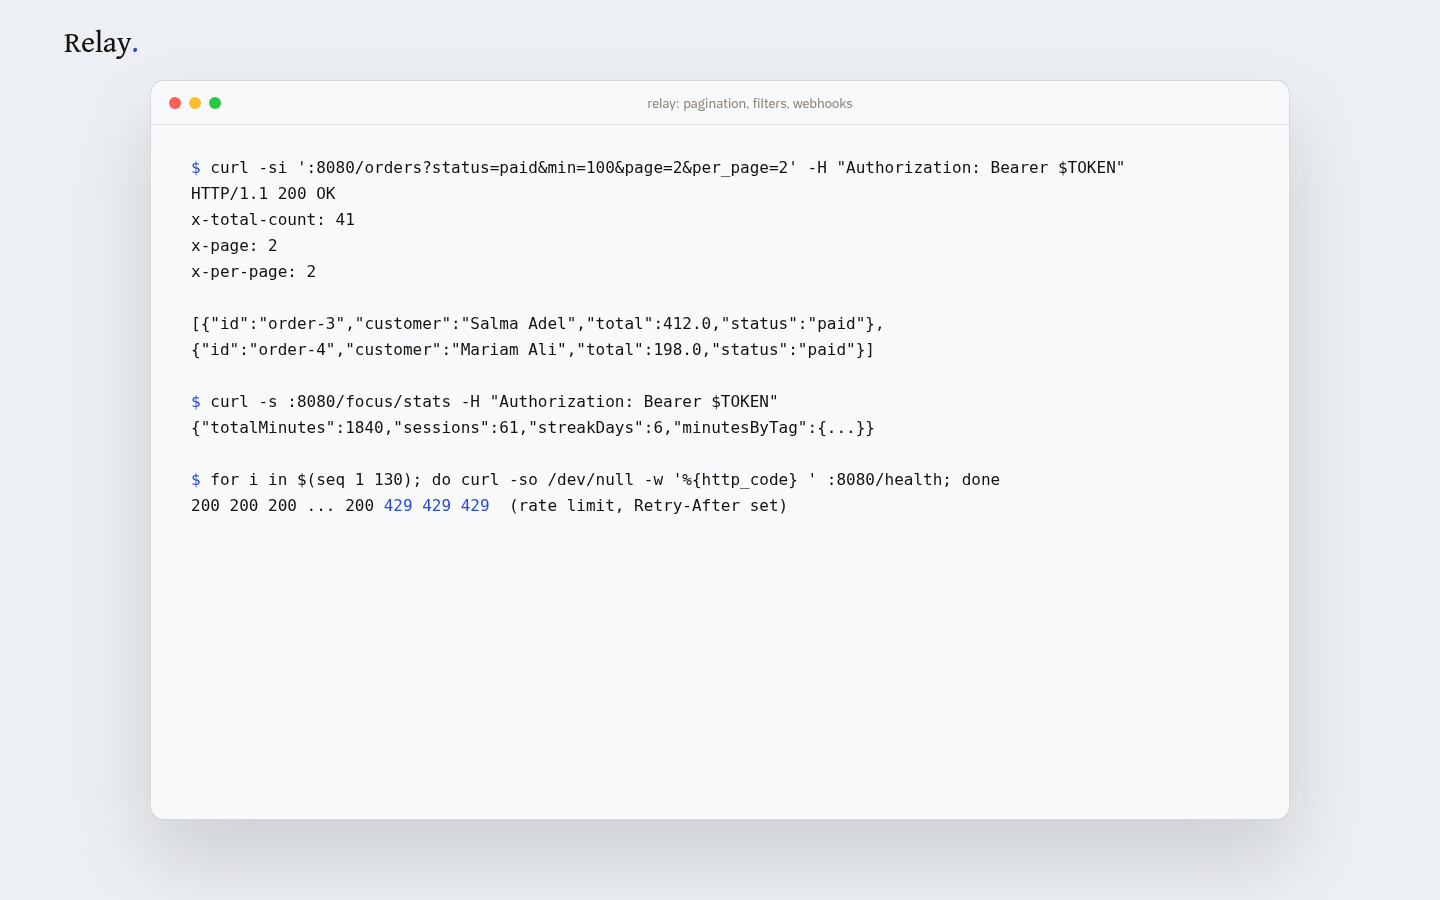 Relay.
relay: pagination, filters, webhooks
$ curl -si ':8080/orders?status=paid&min=100&page=2&per_page=2' -H "Authorization: Bearer $TOKEN"
HTTP/1.1 200 OK
x-total-count: 41
x-page: 2
x-per-page: 2
[{"id":"order-3","customer":"Salma Adel","total":412.0,"status":"paid"},
{"id":"order-4","customer":"Mariam Ali","total":198.0,"status":"paid"}]
$ curl -s :8080/focus/stats -H "Authorization: Bearer $TOKEN"
{"totalMinutes":1840,"sessions":61,"streakDays":6,"minutesByTag":{...}}
$ for i in $(seq 1 130); do curl -so /dev/null -w '%{http_code} ' :8080/health; done
200 200 200 ... 200 429 429 429  (rate limit, Retry-After set)